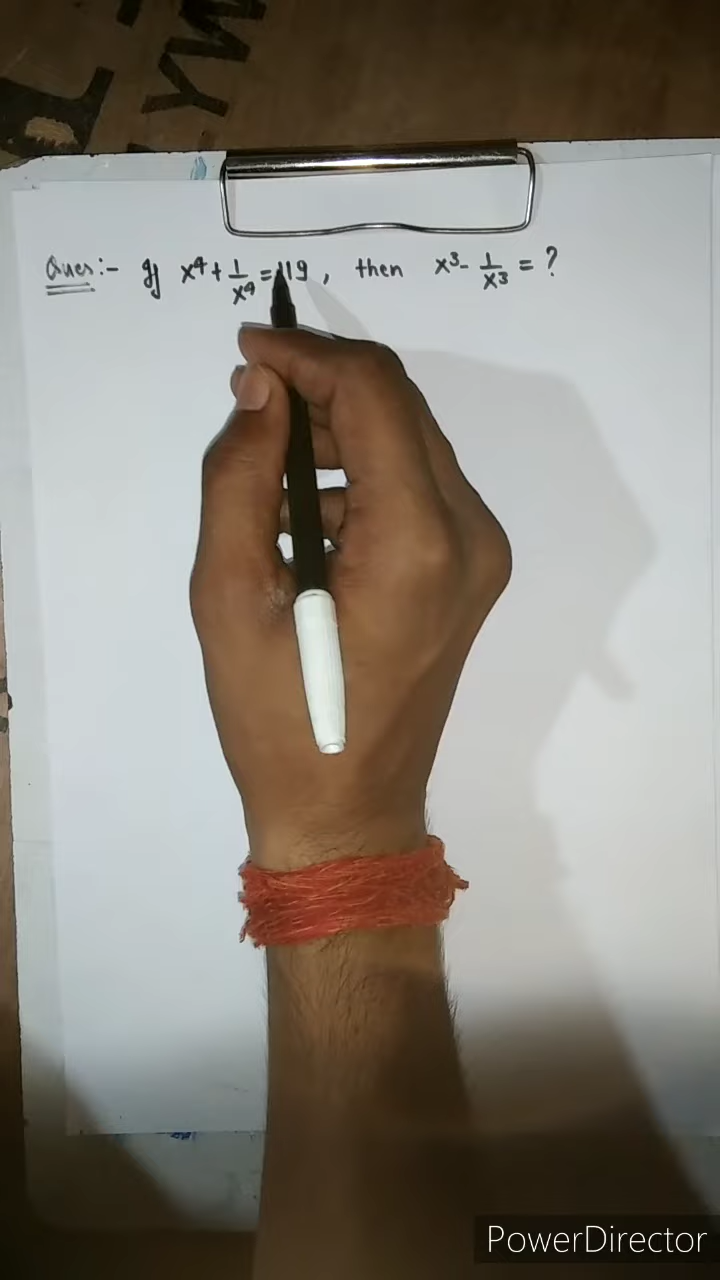 Ques:- If x⁴ + 1/x⁴ = 119, then x³ - 1/x³ = ?
PowerDirector